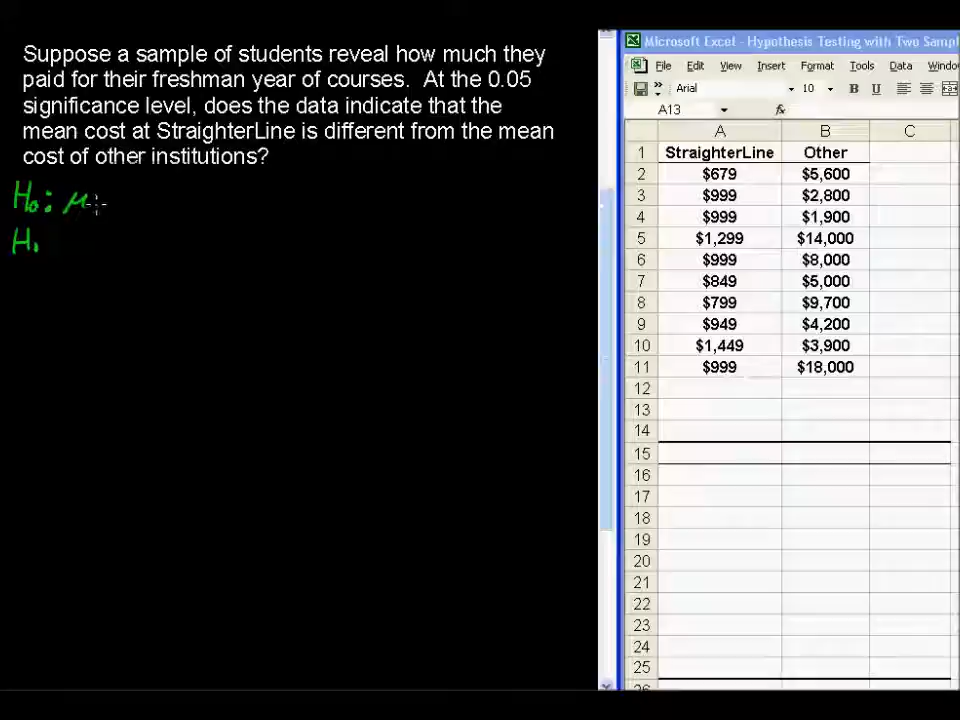 Suppose a sample of students reveal how much they
paid for their freshman year of courses. At the 0.05
significance level, does the data indicate that the
mean cost at StraighterLine is different from the mean
cost of other institutions?
H₀: μ
H₁
Microsoft Excel - Hypothesis Testing with Two Sampl
File Edit View Insert Format Tools Data Window
» Arial 10 B U
A13 fx
A B C
1 StraighterLine Other
2 $679 $5,600
3 $999 $2,800
4 $999 $1,900
5 $1,299 $14,000
6 $999 $8,000
7 $849 $5,000
8 $799 $9,700
9 $949 $4,200
10 $1,449 $3,900
11 $999 $18,000
12
13
14
15
16
17
18
19
20
21
22
23
24
25
26